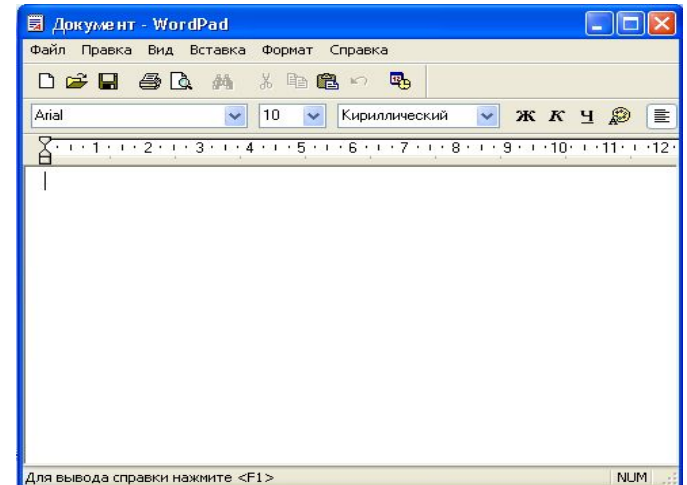 Документ - WordPad
Файл Правка Вид Вставка Формат Справка
Arial 10 Кириллический Ж К Ч
1 2 3 4 5 6 7 8 9 10 11 12
Для вывода справки нажмите <F1> NUM